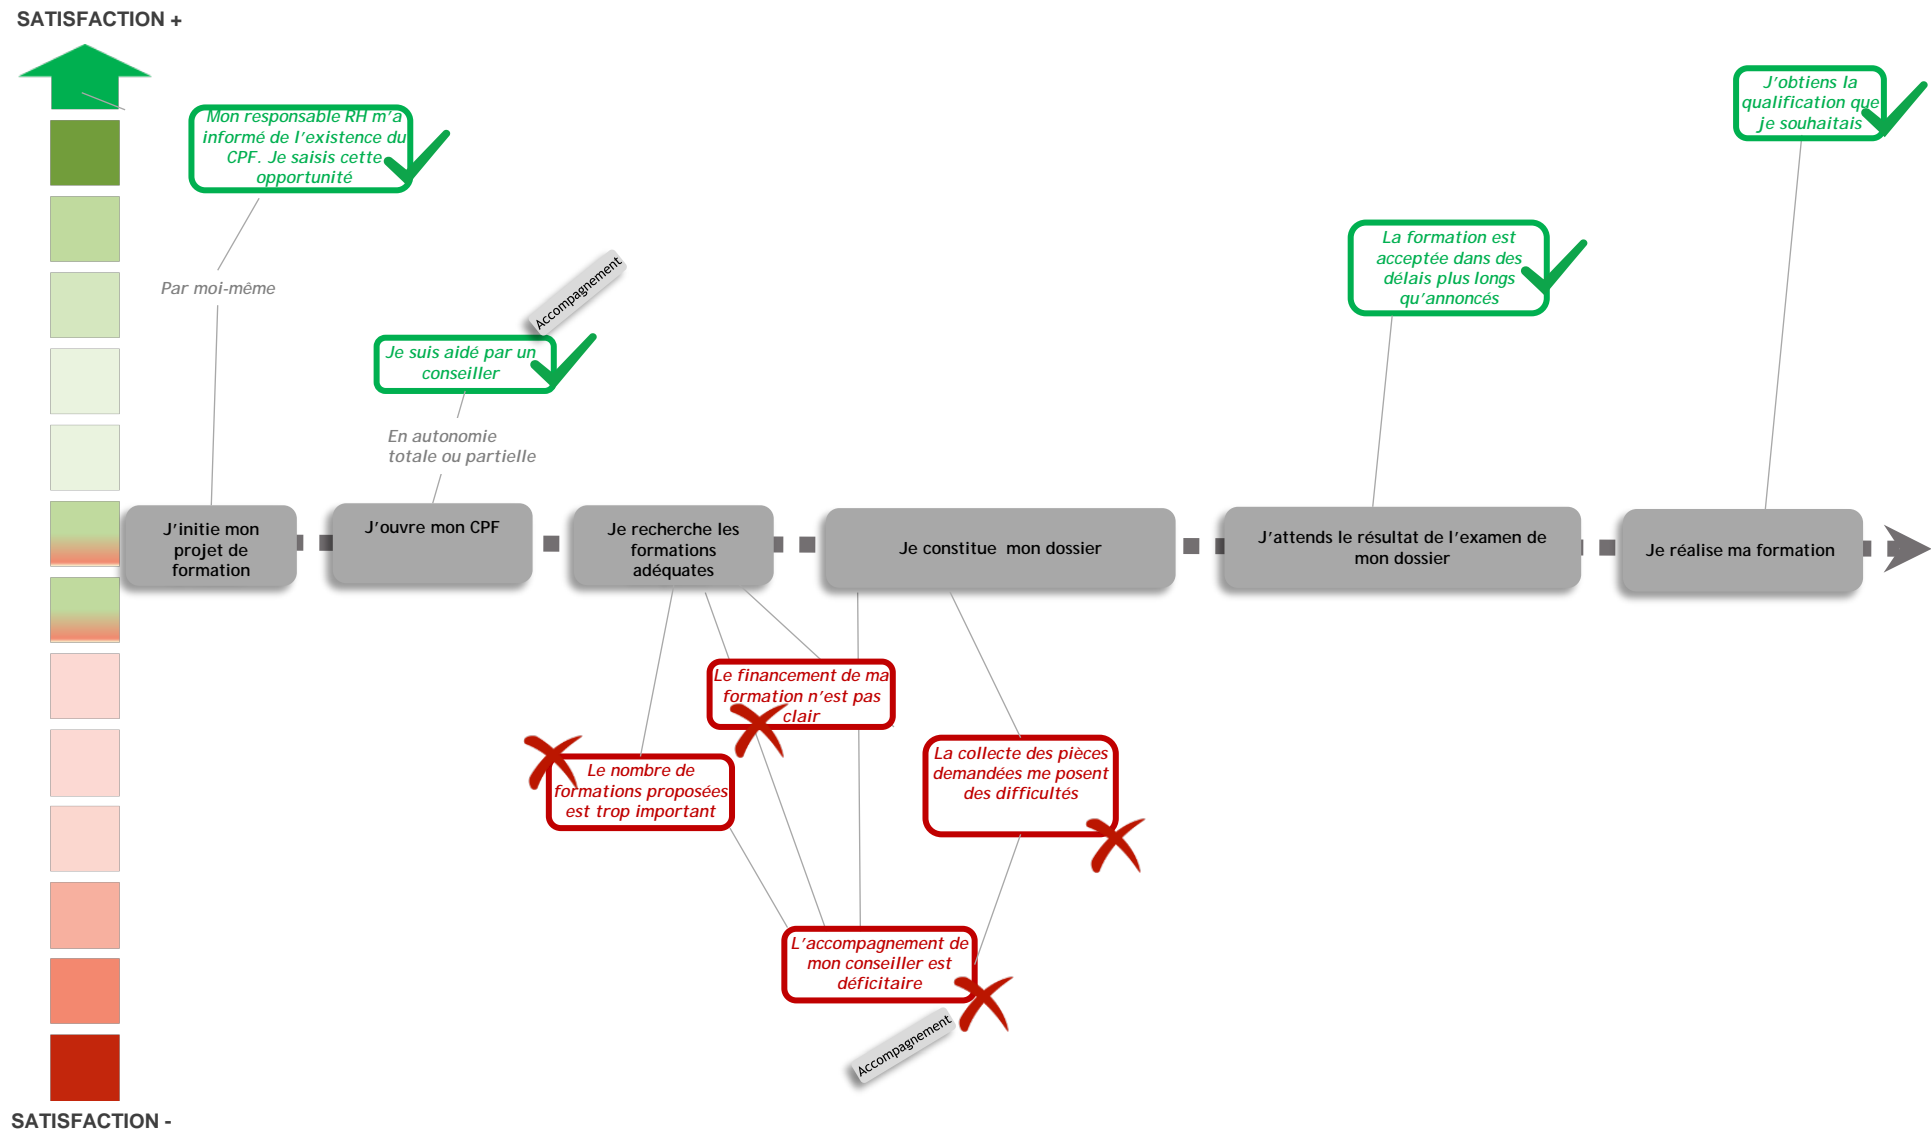 SATISFACTION +
J'obtiens la
qualification que
je souhaitais
Mon responsable RH m'a
informé de l'existence du
CPF. Je saisis cette
opportunité
La formation est
acceptée dans des
délais plus longs
qu'annoncés
Par moi-même
Accompagnement
Je suis aidé par un
conseiller
En autonomie
totale ou partielle
J'initie mon
projet de
formation
J'ouvre mon CPF
Je recherche les
formations
adéquates
Je constitue  mon dossier
J'attends le résultat de l'examen de
mon dossier
Je réalise ma formation
Le financement de ma
formation n'est pas
clair
Le nombre de
formations proposées
est trop important
La collecte des pièces
demandées me posent
des difficultés
L'accompagnement de
mon conseiller est
déficitaire
Accompagnement
SATISFACTION -